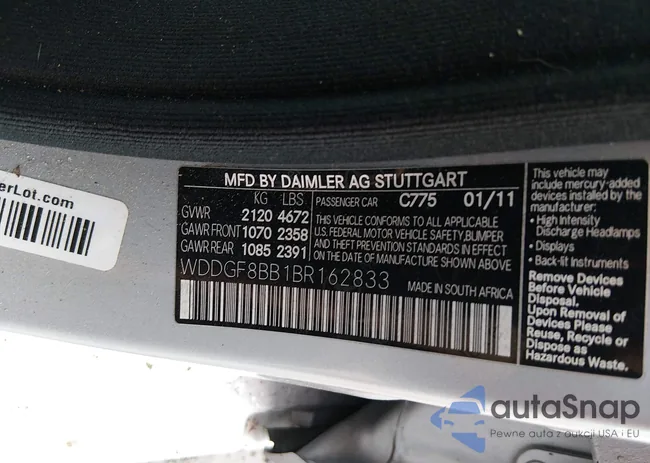 erLot.com
MFD BY DAIMLER AG STUTTGART
KG LBS PASSENGER CAR C775 01/11
GVWR 2120 4672
GAWR FRONT 1070 2358
GAWR REAR 1085 2391
THIS VEHICLE CONFORMS TO ALL APPLICABLE
U.S. FEDERAL MOTOR VEHICLE SAFETY, BUMPER
AND THEFT PREVENTION STANDARDS IN EFFECT
ON THE DATE OF MANUFACTURE SHOWN ABOVE.
WDDGF8BB1BR162833
MADE IN SOUTH AFRICA
This vehicle may
include mercury-added
devices installed by the
manufacturer:
• High Intensity
Discharge Headlamps
• Displays
• Back-lit Instruments
Remove Devices
Before Vehicle
Disposal.
Upon Removal of
Devices Please
Reuse, Recycle or
Dispose as
Hazardous Waste.
autaSnap
Pewne auta z aukcji USA i EU